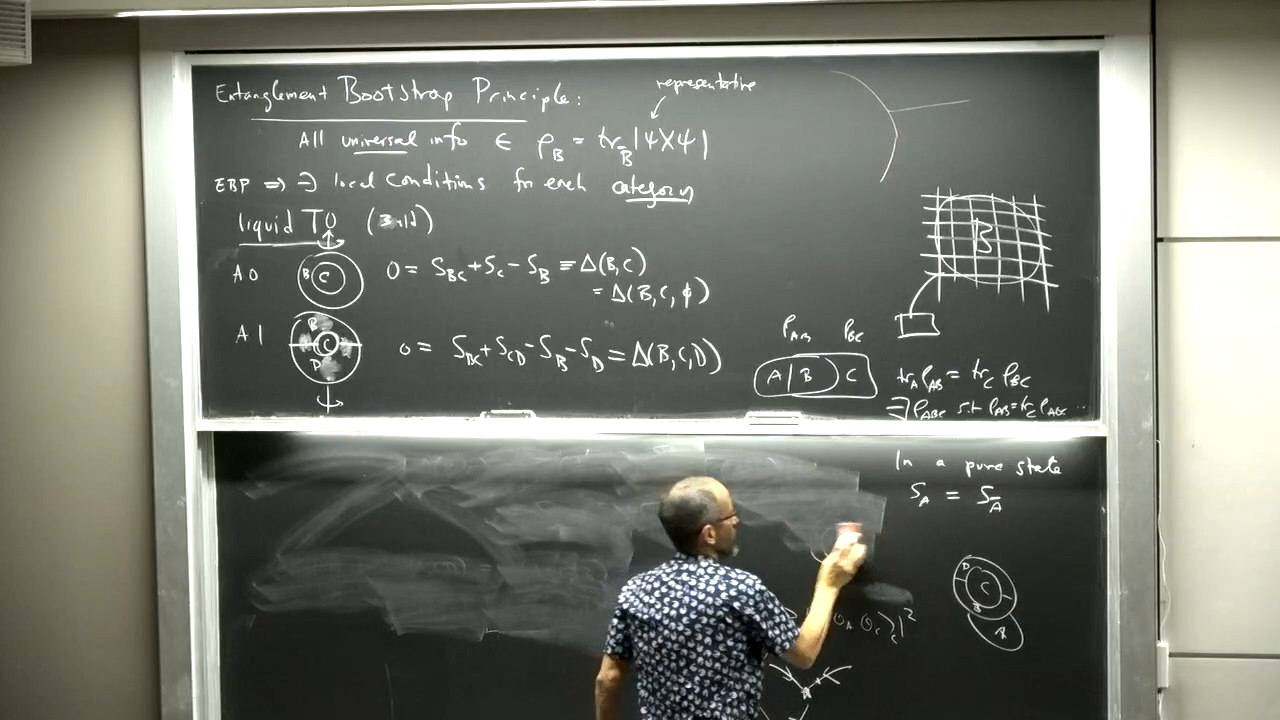 Entanglement Bootstrap Principle:
representative
All universal info ∈ ρ_B = tr_B̄ |ψ⟩⟨ψ|
EBP ⇒ ∃ local conditions for each category
liquid TO
B
A0
B C
0 = S_BC + S_C - S_B ≡ Δ(B,C)
= Δ(B,C,φ)
A1
B
C
D
0 = S_BC + S_CD - S_B - S_D = Δ(B,C,D)
ρ_AB ρ_BC
A | B C
tr_A ρ_AB = tr_C ρ_BC
⇒ ∃ ρ_ABC s.t. ρ_AB = tr_C ρ_ABC ...
In a pure state
S_A = S_Ā
D
C
B